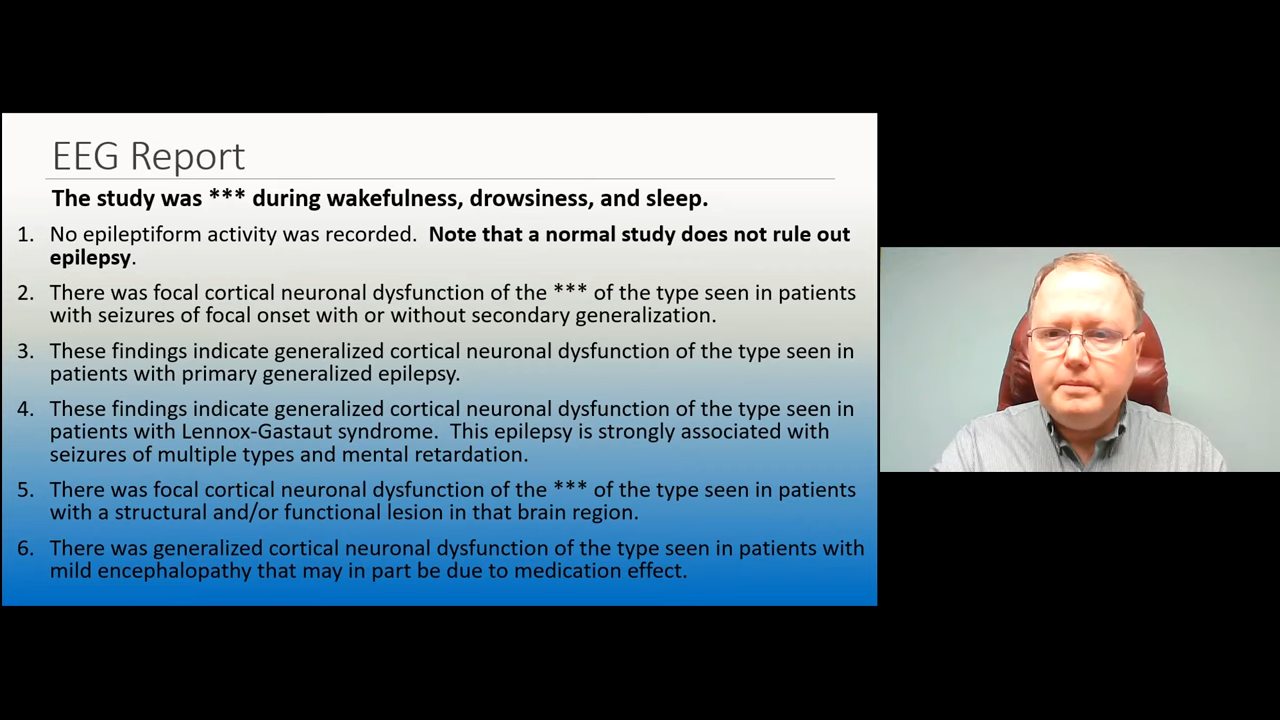 EEG Report
The study was *** during wakefulness, drowsiness, and sleep.
1. No epileptiform activity was recorded.  Note that a normal study does not rule out
epilepsy.
2. There was focal cortical neuronal dysfunction of the *** of the type seen in patients
with seizures of focal onset with or without secondary generalization.
3. These findings indicate generalized cortical neuronal dysfunction of the type seen in
patients with primary generalized epilepsy.
4. These findings indicate generalized cortical neuronal dysfunction of the type seen in
patients with Lennox-Gastaut syndrome.  This epilepsy is strongly associated with
seizures of multiple types and mental retardation.
5. There was focal cortical neuronal dysfunction of the *** of the type seen in patients
with a structural and/or functional lesion in that brain region.
6. There was generalized cortical neuronal dysfunction of the type seen in patients with
mild encephalopathy that may in part be due to medication effect.